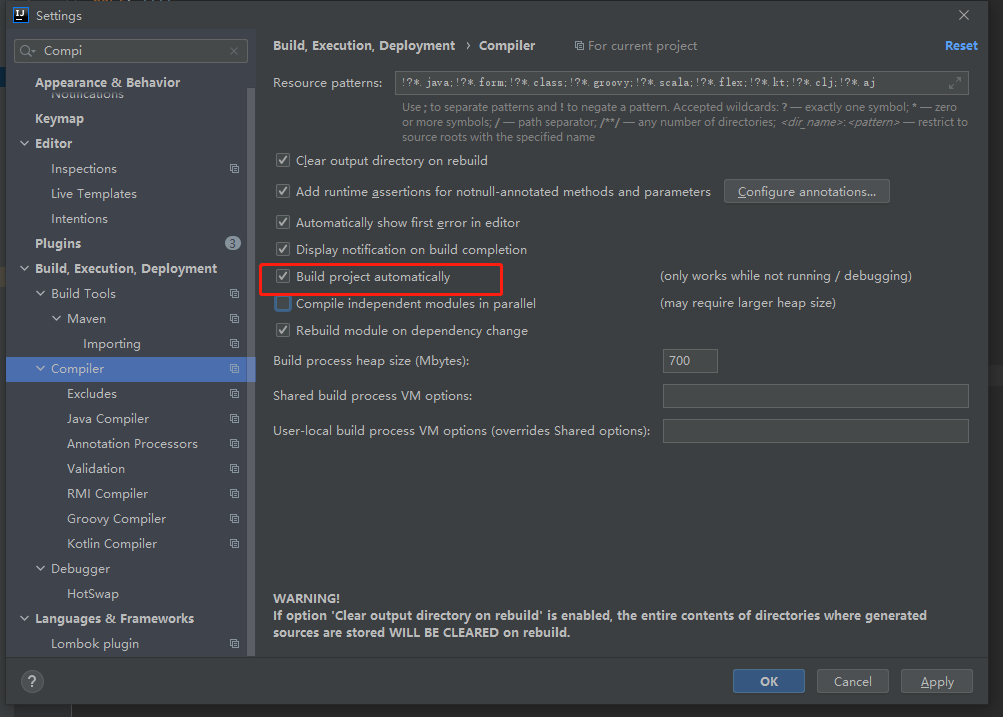 Settings
Compi
Appearance & Behavior
Notifications
Keymap
Editor
Inspections
Live Templates
Intentions
Plugins
3
Build, Execution, Deployment
Build Tools
Maven
Importing
Compiler
Excludes
Java Compiler
Annotation Processors
Validation
RMI Compiler
Groovy Compiler
Kotlin Compiler
Debugger
HotSwap
Languages & Frameworks
Lombok plugin
Build, Execution, Deployment › Compiler
For current project
Reset
Resource patterns:
!?*.java;!?*.form;!?*.class;!?*.groovy;!?*.scala;!?*.flex;!?*.kt;!?*.clj;!?*.aj
Use ; to separate patterns and ! to negate a pattern. Accepted wildcards: ? — exactly one symbol; * — zero
or more symbols; / — path separator; /**/ — any number of directories; <dir_name>:<pattern> — restrict to
source roots with the specified name
Clear output directory on rebuild
Add runtime assertions for notnull-annotated methods and parameters
Configure annotations...
Automatically show first error in editor
Display notification on build completion
Build project automatically
(only works while not running / debugging)
Compile independent modules in parallel
(may require larger heap size)
Rebuild module on dependency change
Build process heap size (Mbytes):
700
Shared build process VM options:
User-local build process VM options (overrides Shared options):
WARNING!
If option 'Clear output directory on rebuild' is enabled, the entire contents of directories where generated
sources are stored WILL BE CLEARED on rebuild.
?
OK
Cancel
Apply